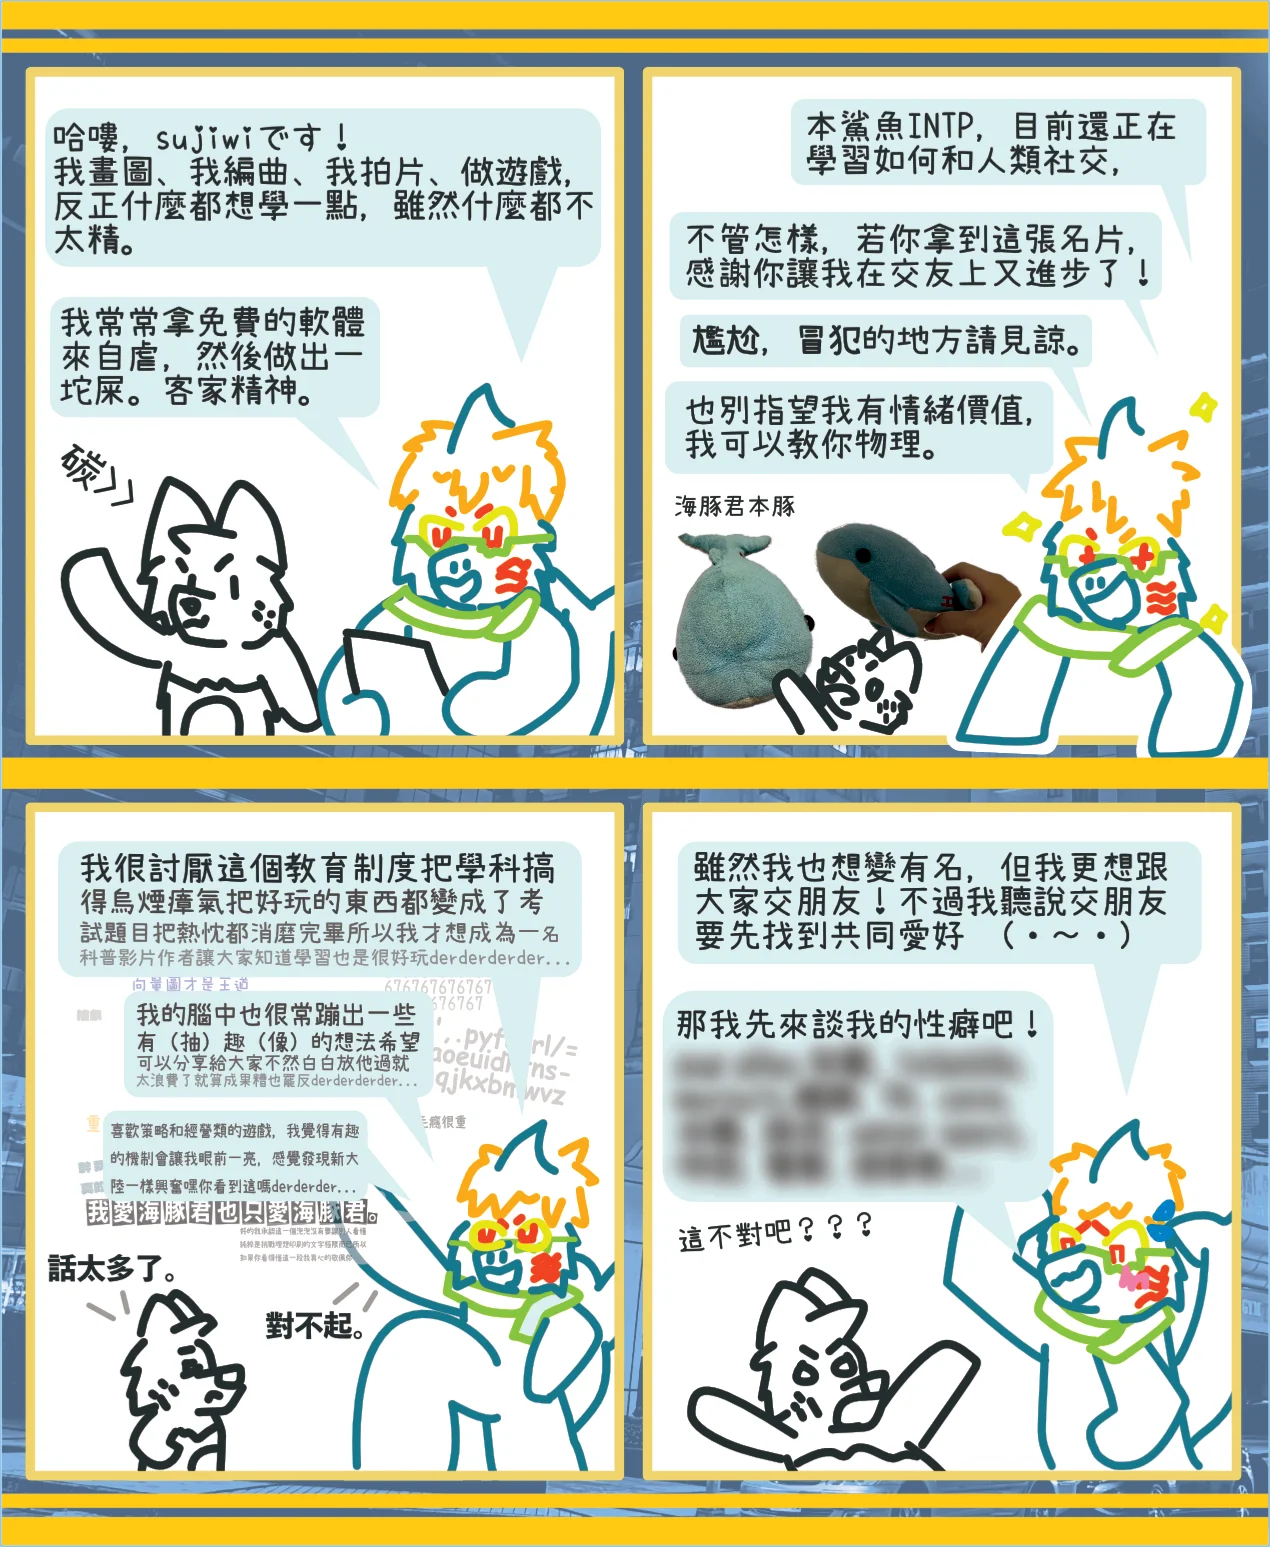 哈嘍，sujiwiです！
我畫圖、我編曲、我拍片、做遊戲，
反正什麼都想學一點，雖然什麼都不
太精。
我常常拿免費的軟體
來自虐，然後做出一
坨屎。客家精神。
碳
本鯊魚INTP，目前還正在
學習如何和人類社交，
不管怎樣，若你拿到這張名片，
感謝你讓我在交友上又進步了！
尷尬，冒犯的地方請見諒。
也別指望我有情緒價值，
我可以教你物理。
海豚君本豚
我很討厭這個教育制度把學科搞
得烏煙瘴氣把好玩的東西都變成了考
試題目把熱忱都消磨完畢所以我才想成為一名
科普影片作者讓大家知道學習也是很好玩derderderder...
向量圖才是王道
676767676767
676767
我的腦中也很常蹦出一些
有（抽）趣（像）的想法希望
可以分享給大家不然白白放他過就
太浪費了就算成果糟也罷反derderderder...
',.pyf rl/=
aoeuid rns-
qjkxbmwvz
重
毛病很重
喜歡策略和經營類的遊戲，我覺得有趣
的機制會讓我眼前一亮，感覺發現新大
陸一樣興奮嘿你看到這嗎derderder...
我愛海豚君也只愛海豚君。
話太多了。
對不起。
雖然我也想變有名，但我更想跟
大家交朋友！不過我聽說交朋友
要先找到共同愛好 （・～・）
那我先來談我的性癖吧！
這不對吧？？？